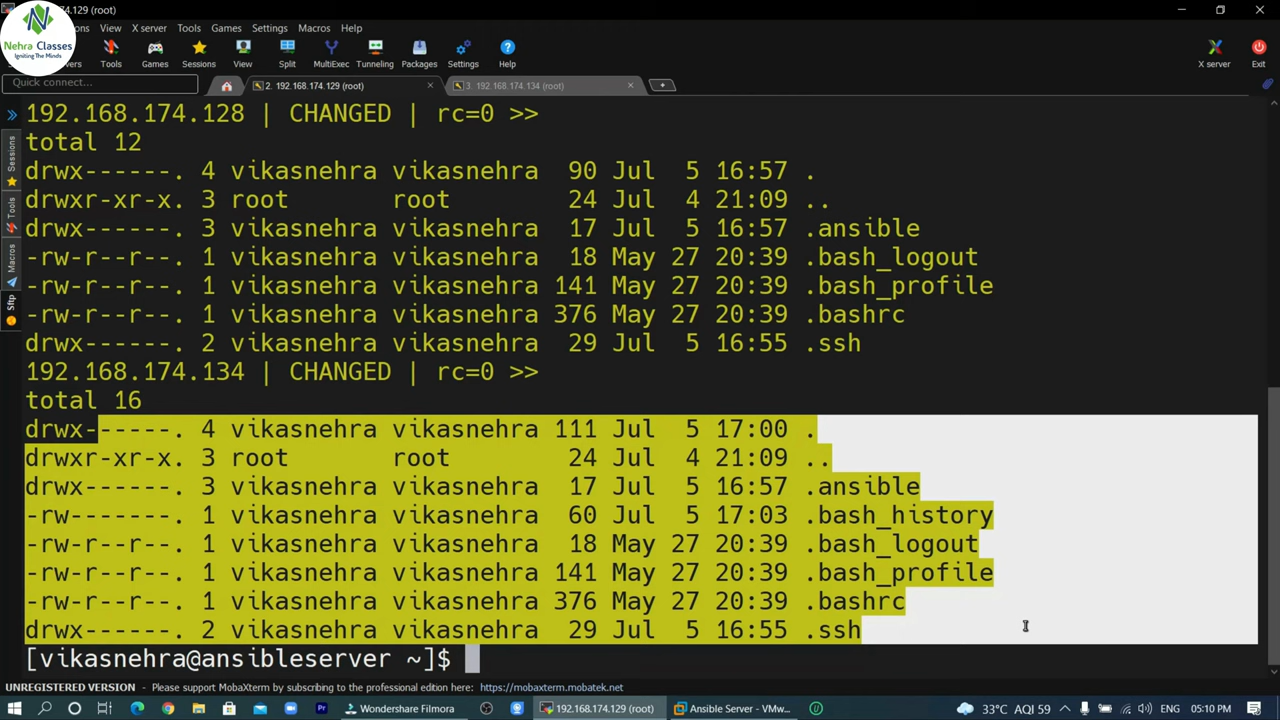 174.129 (root)
Nehra Classes
Igniting The Minds
ons View X server Tools Games Settings Macros Help
ers Tools Games Sessions View Split MultiExec Tunneling Packages Settings Help X server Exit
Quick connect...
2. 192.168.174.129 (root)
3. 192.168.174.134 (root)
Sessions
Tools
Macros
Sftp
192.168.174.128 | CHANGED | rc=0 >>
total 12
drwx------. 4 vikasnehra vikasnehra  90 Jul  5 16:57 .
drwxr-xr-x. 3 root       root        24 Jul  4 21:09 ..
drwx------. 3 vikasnehra vikasnehra  17 Jul  5 16:57 .ansible
-rw-r--r--. 1 vikasnehra vikasnehra  18 May 27 20:39 .bash_logout
-rw-r--r--. 1 vikasnehra vikasnehra 141 May 27 20:39 .bash_profile
-rw-r--r--. 1 vikasnehra vikasnehra 376 May 27 20:39 .bashrc
drwx------. 2 vikasnehra vikasnehra  29 Jul  5 16:55 .ssh
192.168.174.134 | CHANGED | rc=0 >>
total 16
drwx------. 4 vikasnehra vikasnehra 111 Jul  5 17:00 .
drwxr-xr-x. 3 root       root        24 Jul  4 21:09 ..
drwx------. 3 vikasnehra vikasnehra  17 Jul  5 16:57 .ansible
-rw-------. 1 vikasnehra vikasnehra  60 Jul  5 17:03 .bash_history
-rw-r--r--. 1 vikasnehra vikasnehra  18 May 27 20:39 .bash_logout
-rw-r--r--. 1 vikasnehra vikasnehra 141 May 27 20:39 .bash_profile
-rw-r--r--. 1 vikasnehra vikasnehra 376 May 27 20:39 .bashrc
drwx------. 2 vikasnehra vikasnehra  29 Jul  5 16:55 .ssh
[vikasnehra@ansibleserver ~]$
UNREGISTERED VERSION - Please support MobaXterm by subscribing to the professional edition here: https://mobaxterm.mobatek.net
Wondershare Filmora 192.168.174.129 (root) Ansible Server - VMw... 33°C AQI 59 ENG 05:10 PM